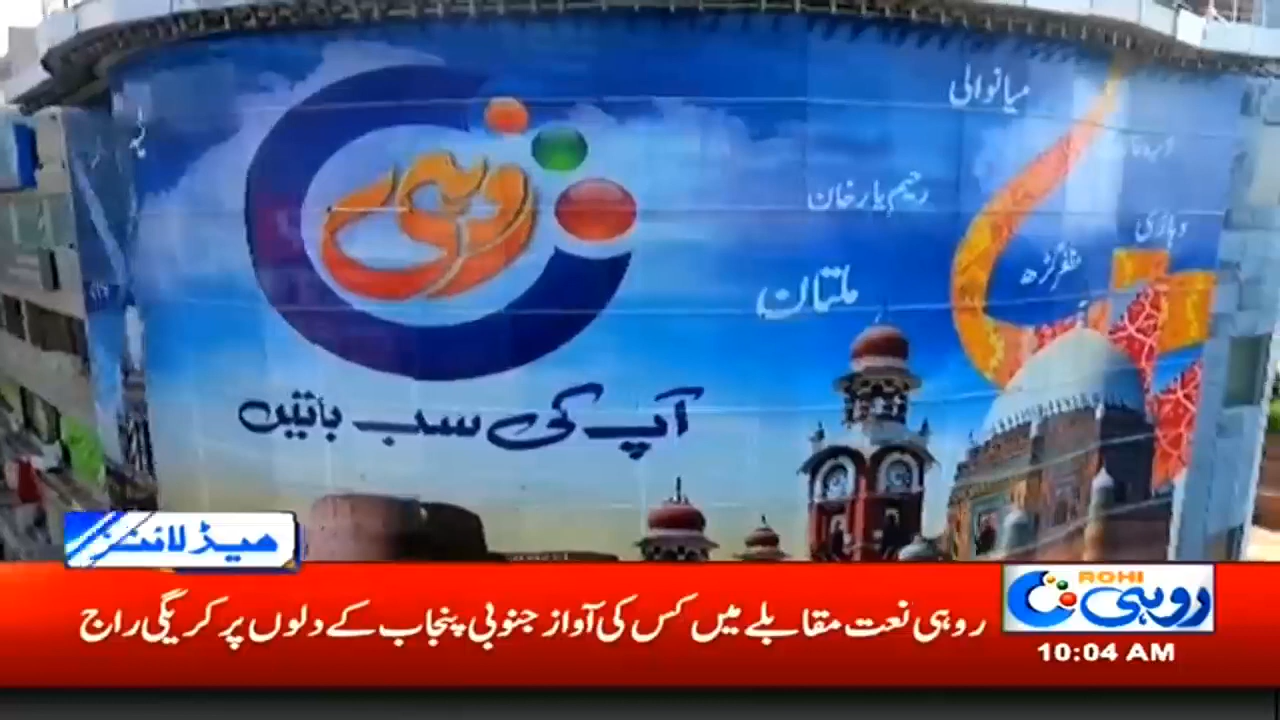 میانوالی
رحیم یار خان
وہاڑی
مظفرگڑھ
ملتان
روہی
آپ کی سب باتیں
ہیڈلائنز
روہی نعت مقابلے میں کس کی آواز جنوبی پنجاب کے دلوں پر کریگی راج
ROHI
روہی
10:04 AM